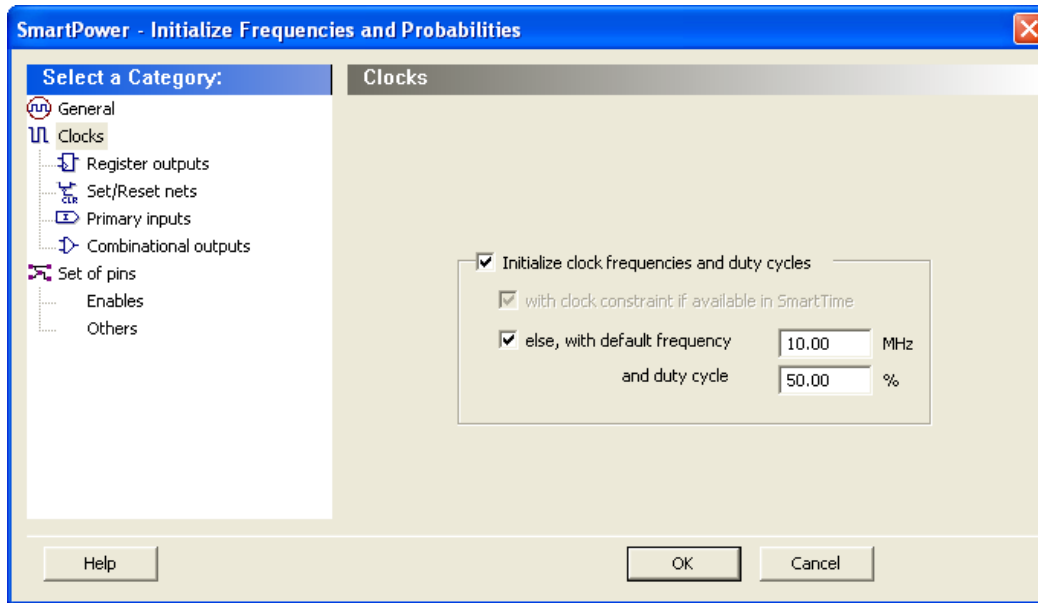 SmartPower - Initialize Frequencies and Probabilities
Select a Category:
General
Clocks
Register outputs
CLR
Set/Reset nets
Primary inputs
Combinational outputs
Set of pins
Enables
Others
Clocks
Initialize clock frequencies and duty cycles
with clock constraint if available in SmartTime
else, with default frequency 10.00 MHz
and duty cycle 50.00 %
Help
OK
Cancel